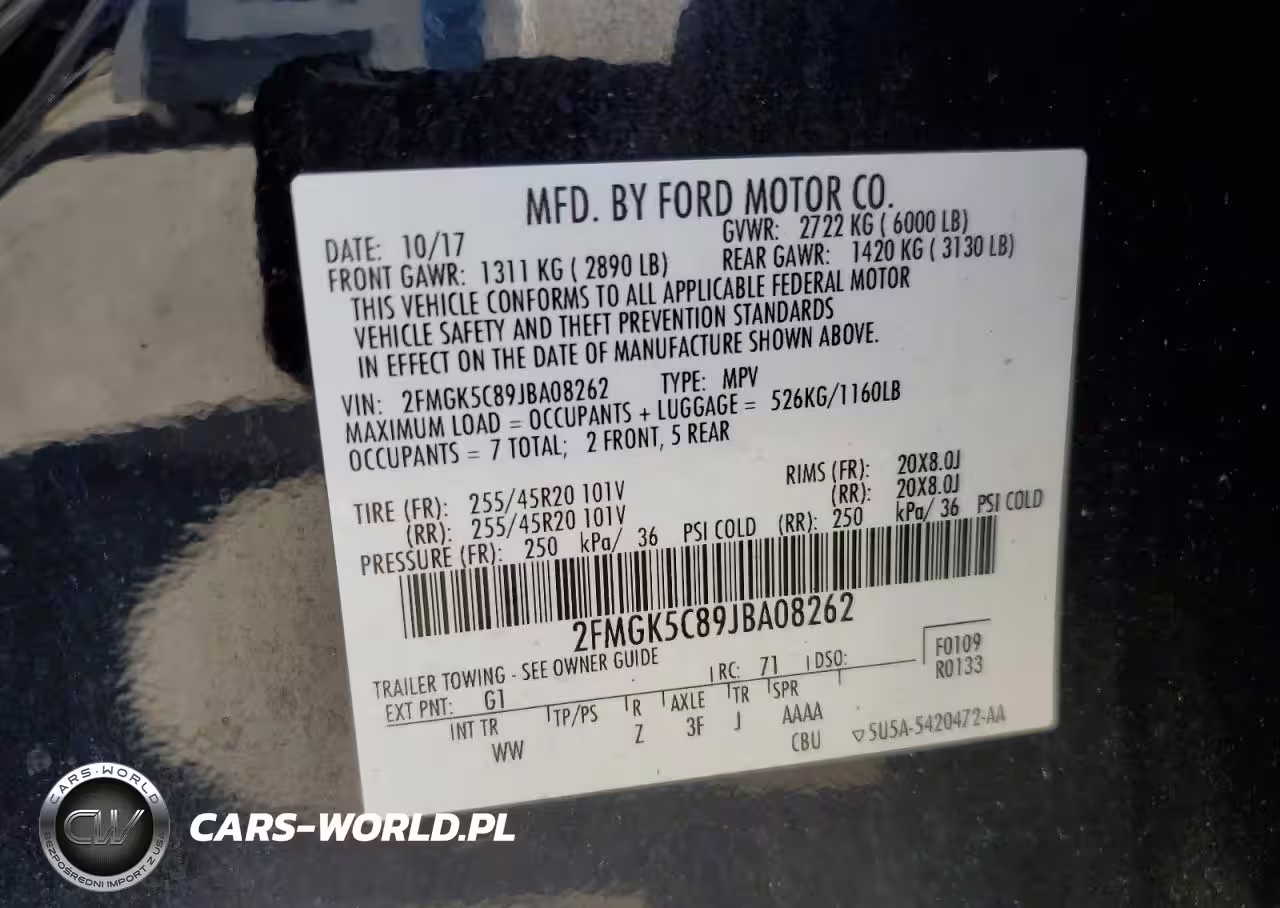 MFD. BY FORD MOTOR CO.
DATE: 10/17
GVWR: 2722 KG ( 6000 LB)
FRONT GAWR: 1311 KG ( 2890 LB)
REAR GAWR: 1420 KG ( 3130 LB)
THIS VEHICLE CONFORMS TO ALL APPLICABLE FEDERAL MOTOR
VEHICLE SAFETY AND THEFT PREVENTION STANDARDS
IN EFFECT ON THE DATE OF MANUFACTURE SHOWN ABOVE.
VIN: 2FMGK5C89JBA08262 TYPE: MPV
MAXIMUM LOAD = OCCUPANTS + LUGGAGE = 526KG/1160LB
OCCUPANTS = 7 TOTAL; 2 FRONT, 5 REAR
TIRE (FR): 255/45R20 101V RIMS (FR): 20X8.0J
(RR): 255/45R20 101V (RR): 20X8.0J
PRESSURE (FR): 250 kPa/ 36 PSI COLD (RR): 250 kPa/ 36 PSI COLD
2FMGK5C89JBA08262
TRAILER TOWING - SEE OWNER GUIDE
F0109
R0133
EXT PNT: G1 RC: 71 DSO:
INT TR TP/PS R AXLE TR SPR
WW Z 3F J AAAA
CBU ▽5U5A-5420472-AA
CARS-WORLD
CW
BEZPOŚREDNI IMPORT Z USA
CARS-WORLD.PL